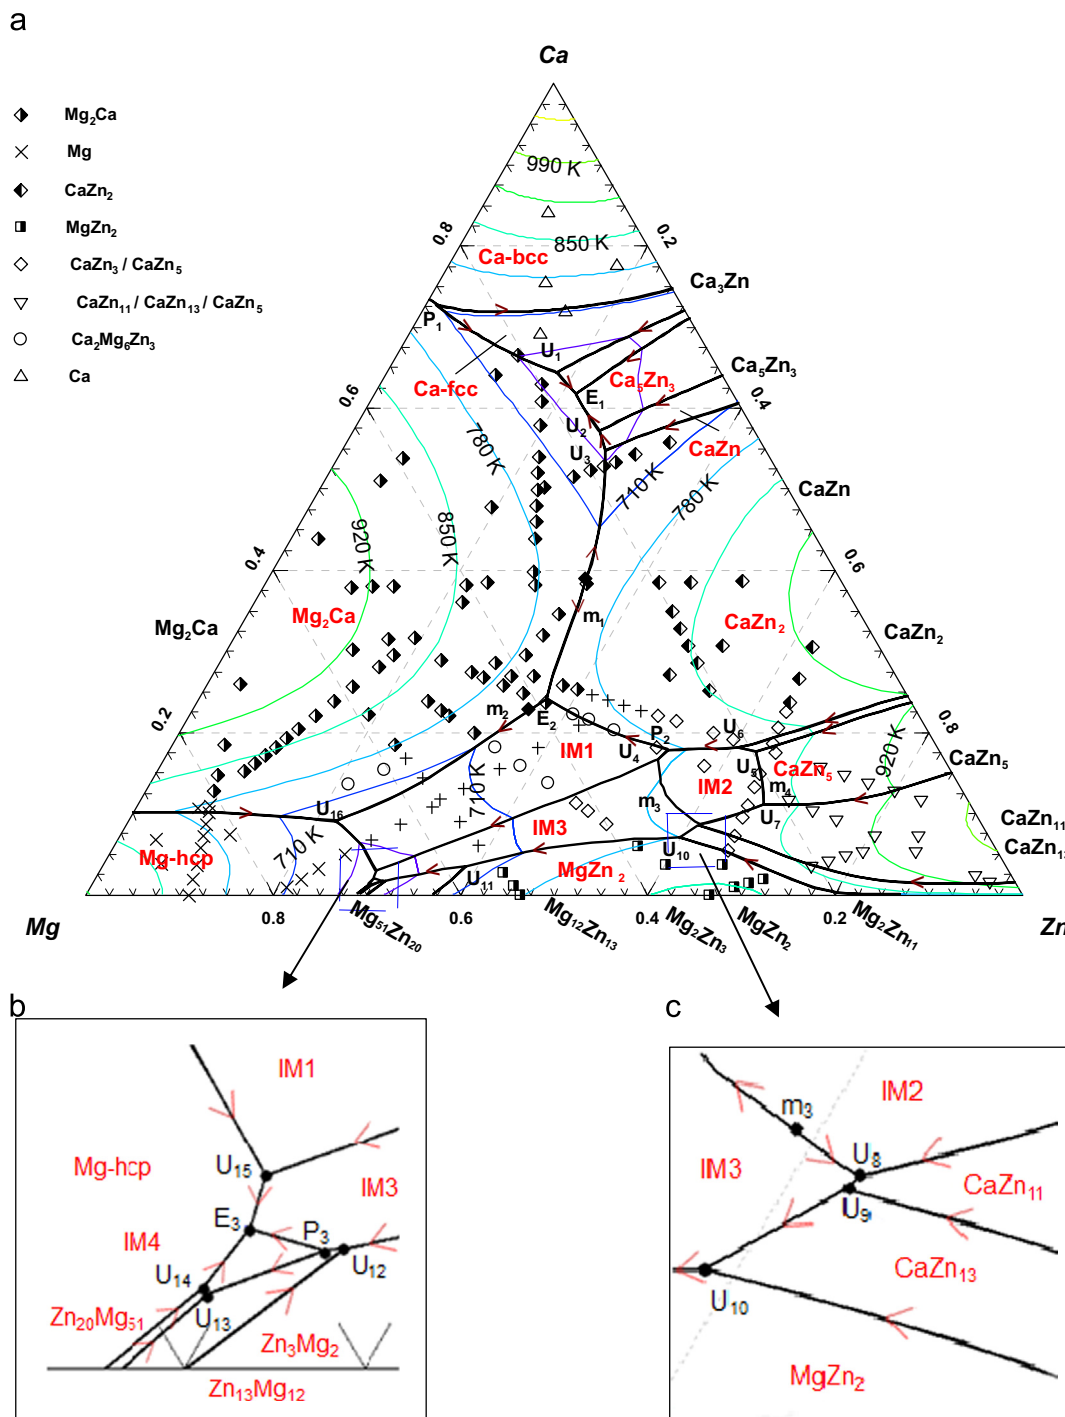 a
Ca
Mg₂Ca
Mg
CaZn₂
MgZn₂
CaZn₃ / CaZn₅
CaZn₁₁ / CaZn₁₃ / CaZn₅
Ca₂Mg₆Zn₃
Ca
990 K
850 K
0.8
0.2
Ca-bcc
Ca₃Zn
P₁
U₁
Ca-fcc
Ca₅Zn₃
Ca₅Zn₃
E₁
0.6
0.4
U₂
U₃
CaZn
780 K
710 K
780 K
CaZn
920 K
850 K
0.4
0.6
Mg₂Ca
Mg₂Ca
m₁
CaZn₂
CaZn₂
0.2
0.8
m₂
E₂
IM1
U₄
P₂
U₆
U₅
CaZn₅
920 K
CaZn₅
IM2
m₄
m₃
710 K
U₁₆
IM3
U₇
CaZn₁₁
Mg-hcp
710 K
U₁₀
CaZn₁₃
MgZn₂
U₁₁
Mg
0.8
Mg₅₁Zn₂₀
0.6
Mg₁₂Zn₁₃
0.4
Mg₂Zn₃
MgZn₂
0.2
Mg₂Zn₁₁
Zn
b
IM1
Mg-hcp
U₁₅
IM3
E₃
P₃
IM4
U₁₂
U₁₄
U₁₃
Zn₂₀Mg₅₁
Zn₃Mg₂
Zn₁₃Mg₁₂
c
IM2
m₃
IM3
U₈
CaZn₁₁
U₉
CaZn₁₃
U₁₀
MgZn₂